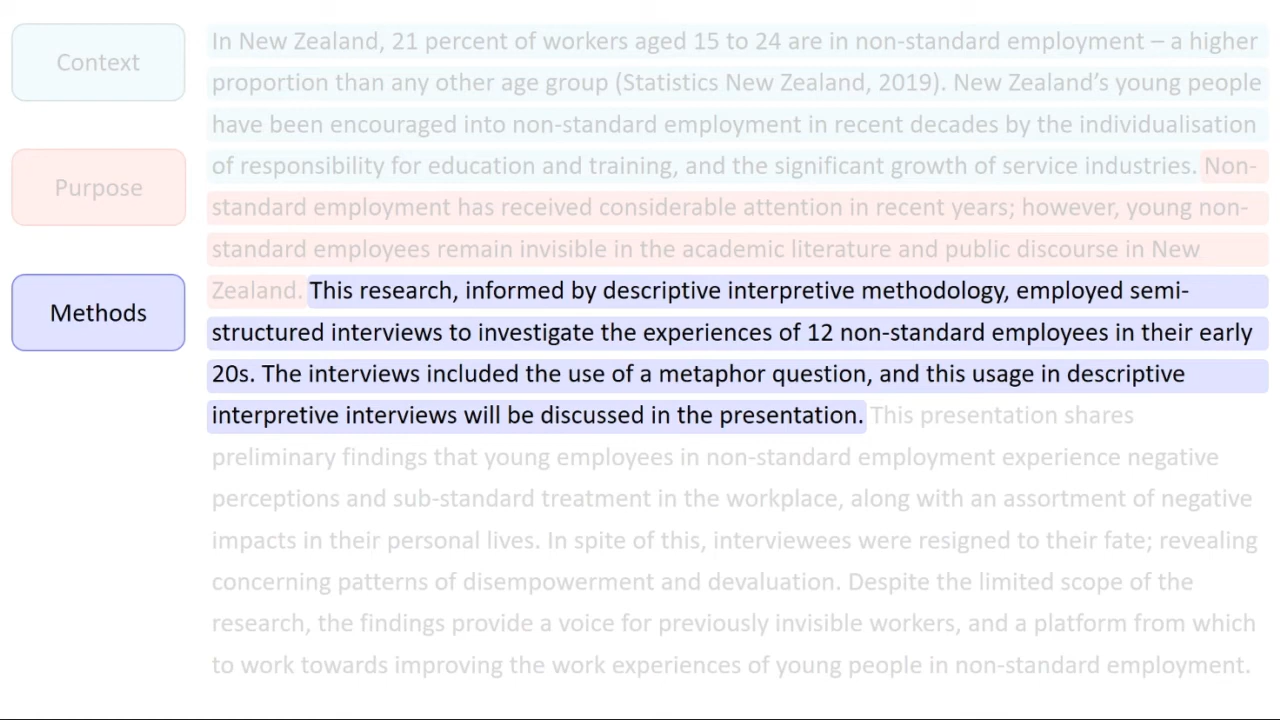 Context
Purpose
Methods
In New Zealand, 21 percent of workers aged 15 to 24 are in non-standard employment – a higher
proportion than any other age group (Statistics New Zealand, 2019). New Zealand’s young people
have been encouraged into non-standard employment in recent decades by the individualisation
of responsibility for education and training, and the significant growth of service industries. Non-
standard employment has received considerable attention in recent years; however, young non-
standard employees remain invisible in the academic literature and public discourse in New
Zealand. This research, informed by descriptive interpretive methodology, employed semi-
structured interviews to investigate the experiences of 12 non-standard employees in their early
20s. The interviews included the use of a metaphor question, and this usage in descriptive
interpretive interviews will be discussed in the presentation. This presentation shares
preliminary findings that young employees in non-standard employment experience negative
perceptions and sub-standard treatment in the workplace, along with an assortment of negative
impacts in their personal lives. In spite of this, interviewees were resigned to their fate; revealing
concerning patterns of disempowerment and devaluation. Despite the limited scope of the
research, the findings provide a voice for previously invisible workers, and a platform from which
to work towards improving the work experiences of young people in non-standard employment.